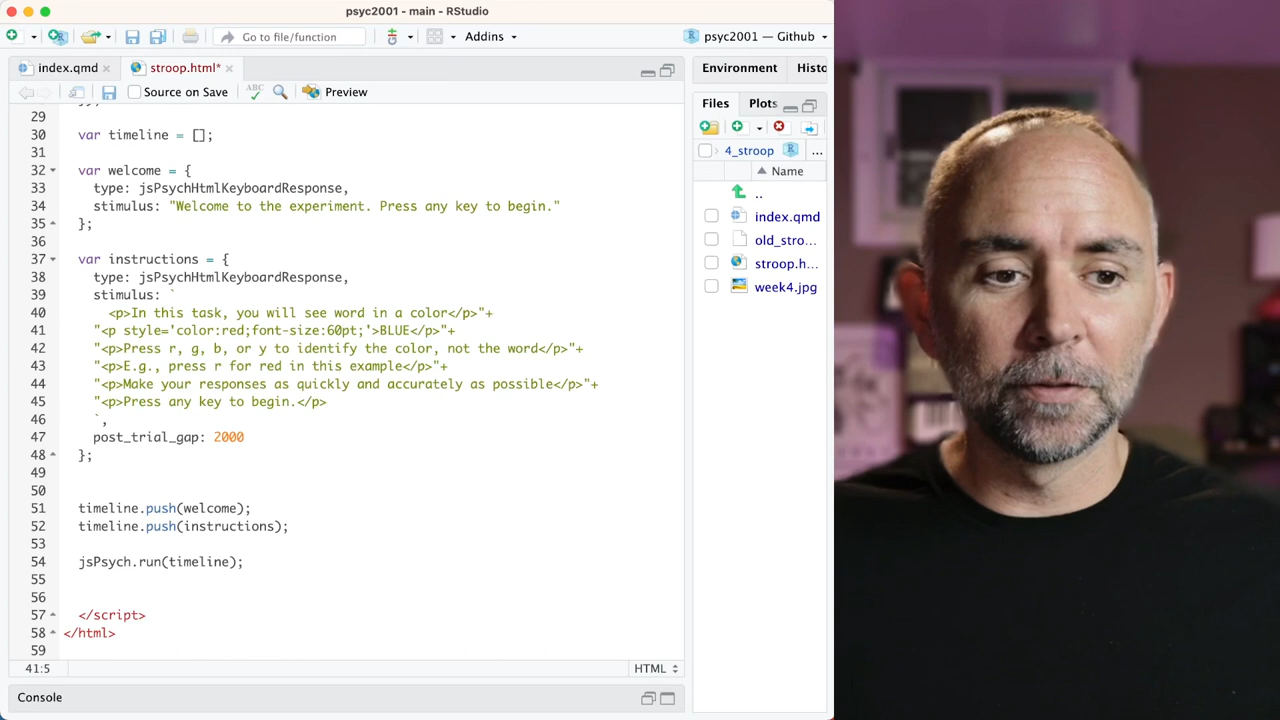 psyc2001 - main - RStudio
Go to file/function
Addins
psyc2001 — Github
index.qmd
stroop.html*
Source on Save
ABC
Preview
29
30 var timeline = [];
31
32 var welcome = {
33 type: jsPsychHtmlKeyboardResponse,
34 stimulus: "Welcome to the experiment. Press any key to begin."
35 };
36
37 var instructions = {
38 type: jsPsychHtmlKeyboardResponse,
39 stimulus: `
40 <p>In this task, you will see word in a color</p>"+
41 "<p style='color:red;font-size:60pt;'>BLUE</p>"+
42 "<p>Press r, g, b, or y to identify the color, not the word</p>"+
43 "<p>E.g., press r for red in this example</p>"+
44 "<p>Make your responses as quickly and accurately as possible</p>"+
45 "<p>Press any key to begin.</p>
46 `,
47 post_trial_gap: 2000
48 };
49
50
51 timeline.push(welcome);
52 timeline.push(instructions);
53
54 jsPsych.run(timeline);
55
56
57 </script>
58 </html>
59
41:5
HTML
Console
Environment
Histo
Files
Plots
4_stroop
...
Name
..
index.qmd
old_stro...
stroop.h...
week4.jpg